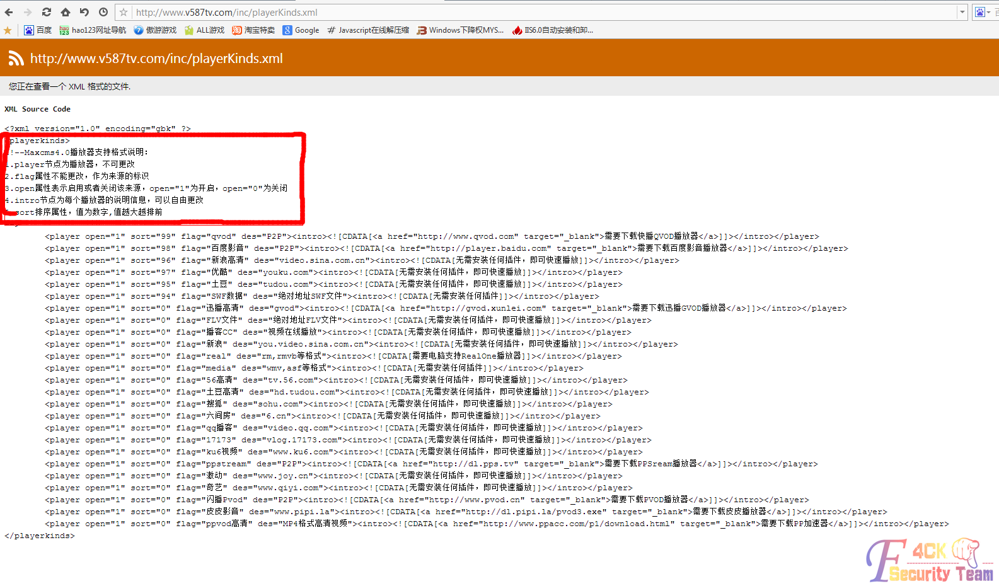 http://www.v587tv.com/inc/playerKinds.xml
百度 hao123网址导航 傲游游戏 ALL游戏 淘宝特卖 Google Javascript在线解压缩 Windows下降权MYS... IIS6.0自动安装和卸...
http://www.v587tv.com/inc/playerKinds.xml
您正在查看一个 XML 格式的文件.
XML Source Code
<?xml version="1.0" encoding="gbk" ?>
playerkinds>
!--Maxcms4.0播放器支持格式说明:
1.player节点为播放器，不可更改
2.flag属性不能更改，作为来源的标识
3.open属性表示启用或者关闭该来源，open="1"为开启，open="0"为关闭
4.intro节点为每个播放器的说明信息，可以自由更改
sort排序属性，值为数字,值越大越排前
<player open="1" sort="99" flag="qvod" des="P2P"><intro><![CDATA[<a href="http://www.qvod.com" target="_blank">需要下载快播QVOD播放器</a>]]></intro></player>
<player open="1" sort="98" flag="百度影音" des="P2P"><intro><![CDATA[<a href="http://player.baidu.com" target="_blank">需要下载百度影音播放器</a>]]></intro></player>
<player open="1" sort="96" flag="新浪高清" des="video.sina.com.cn"><intro><![CDATA[无需安装任何插件，即可快速播放]]></intro></player>
<player open="1" sort="97" flag="优酷" des="youku.com"><intro><![CDATA[无需安装任何插件，即可快速播放]]></intro></player>
<player open="1" sort="95" flag="土豆" des="tudou.com"><intro><![CDATA[无需安装任何插件，即可快速播放]]></intro></player>
<player open="1" sort="94" flag="SWF数据" des="绝对地址SWF文件"><intro><![CDATA[无需安装任何插件]]></intro></player>
<player open="1" sort="0" flag="迅播高清" des="gvod"><intro><![CDATA[<a href="http://gvod.xunlei.com" target="_blank">需要下载迅播GVOD播放器</a>]]></intro></player>
<player open="1" sort="0" flag="FLV文件" des="绝对地址FLV文件"><intro><![CDATA[无需安装任何插件，即可快速播放]]></intro></player>
<player open="1" sort="0" flag="播客CC" des="视频在线播放"><intro><![CDATA[无需安装任何插件，即可快速播放]]></intro></player>
<player open="1" sort="0" flag="新浪" des="you.video.sina.com.cn"><intro><![CDATA[无需安装任何插件，即可快速播放]]></intro></player>
<player open="1" sort="0" flag="real" des="rm,rmvb等格式"><intro><![CDATA[需要电脑支持RealOne播放器]]></intro></player>
<player open="1" sort="0" flag="media" des="wmv,asf等格式"><intro><![CDATA[无需安装任何插件]]></intro></player>
<player open="1" sort="0" flag="56高清" des="tv.56.com"><intro><![CDATA[无需安装任何插件，即可快速播放]]></intro></player>
<player open="1" sort="0" flag="土豆高清" des="hd.tudou.com"><intro><![CDATA[无需安装任何插件，即可快速播放]]></intro></player>
<player open="1" sort="0" flag="搜狐" des="sohu.com"><intro><![CDATA[无需安装任何插件，即可快速播放]]></intro></player>
<player open="1" sort="0" flag="六间房" des="6.cn"><intro><![CDATA[无需安装任何插件，即可快速播放]]></intro></player>
<player open="1" sort="0" flag="qq播客" des="video.qq.com"><intro><![CDATA[无需安装任何插件，即可快速播放]]></intro></player>
<player open="1" sort="0" flag="17173" des="vlog.17173.com"><intro><![CDATA[无需安装任何插件，即可快速播放]]></intro></player>
<player open="1" sort="0" flag="ku6视频" des="www.ku6.com"><intro><![CDATA[无需安装任何插件，即可快速播放]]></intro></player>
<player open="1" sort="0" flag="ppstream" des="P2P"><intro><![CDATA[<a href="http://dl.pps.tv" target="_blank">需要下载PPSream播放器</a>]]></intro></player>
<player open="1" sort="0" flag="激动" des="www.joy.cn"><intro><![CDATA[无需安装任何插件，即可快速播放]]></intro></player>
<player open="1" sort="0" flag="奇艺" des="www.qiyi.com"><intro><![CDATA[无需安装任何插件，即可快速播放]]></intro></player>
<player open="1" sort="0" flag="闪播Pvod" des="P2P"><intro><![CDATA[<a href="http://www.pvod.cn" target="_blank">需要下载PVOD播放器</a>]]></intro></player>
<player open="1" sort="0" flag="皮皮影音" des="www.pipi.la"><intro><![CDATA[<a href="http://dl.pipi.la/pvod3.exe" target="_blank">需要下载皮皮播放器</a>]]></intro></player>
<player open="1" sort="0" flag="ppvod高清" des="MP4格式高清视频"><intro><![CDATA[<a href="http://www.ppacc.com/p1/download.html" target="_blank">需要下载PP加速器</a>]]></intro></player>
</playerkinds>
F4CK
Security Team